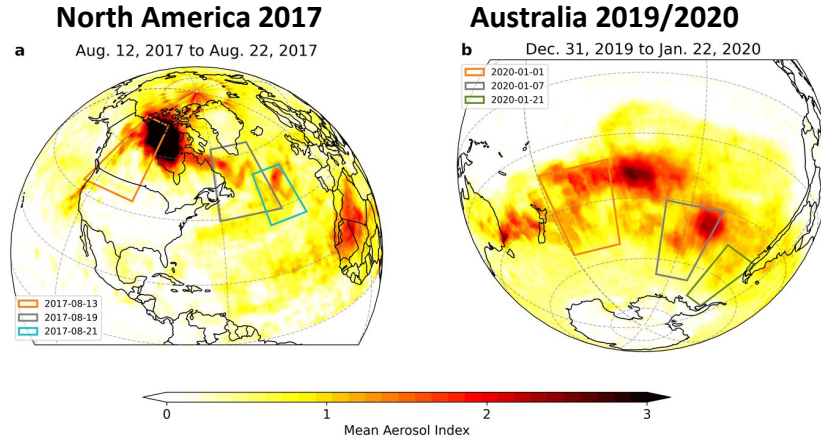 North America 2017
Australia 2019/2020
a
Aug. 12, 2017 to Aug. 22, 2017
b
Dec. 31, 2019 to Jan. 22, 2020
2020-01-01
2020-01-07
2020-01-21
2017-08-13
2017-08-19
2017-08-21
0
1
2
3
Mean Aerosol Index